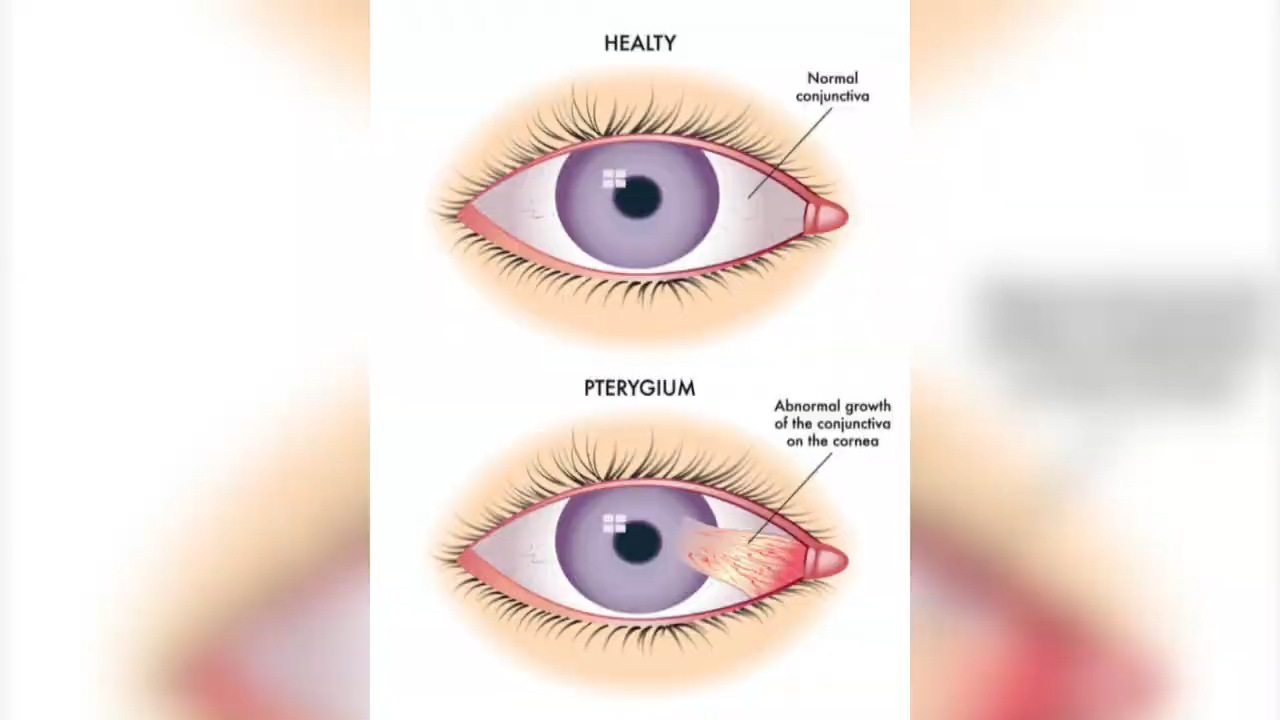 HEALTY
Normal
conjunctiva
PTERYGIUM
Abnormal growth
of the conjunctiva
on the cornea